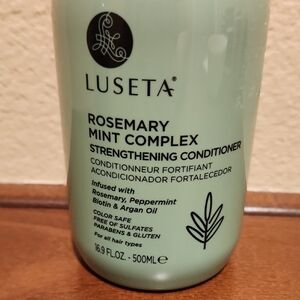 LUSETA®
ROSEMARY
MINT COMPLEX
STRENGTHENING CONDITIONER
CONDITIONNEUR FORTIFIANT
ACONDICIONADOR FORTALECEDOR
Infused with
Rosemary, Peppermint
Biotin & Argan Oil
COLOR SAFE
FREE OF SULFATES
PARABENS & GLUTEN
For all hair types
16.9 FL.OZ. - 500ML℮